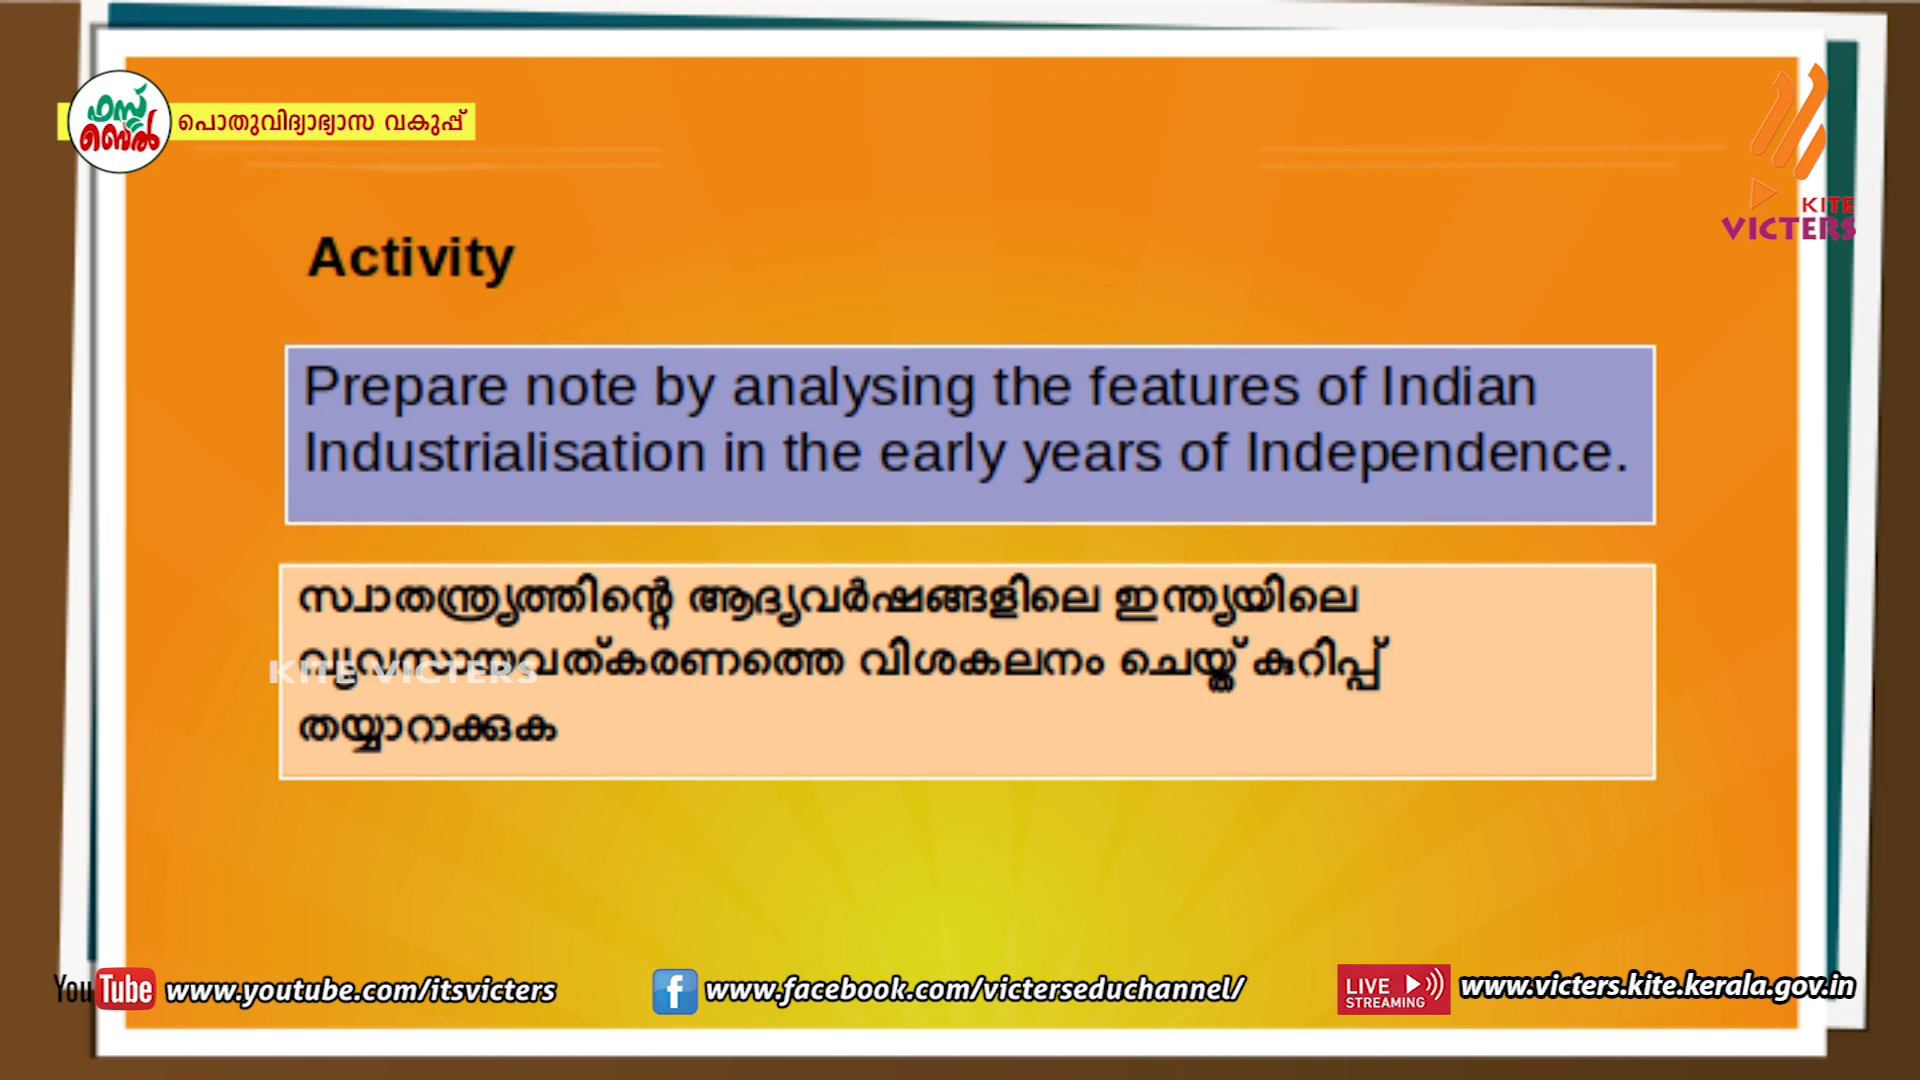 ഫസ്റ്റ്
ബെൽ
പൊതുവിദ്യാഭ്യാസ വകുപ്പ്
KITE
VICTERS
Activity
Prepare note by analysing the features of Indian
Industrialisation in the early years of Independence.
സ്വാതന്ത്ര്യത്തിന്റെ ആദ്യവർഷങ്ങളിലെ ഇന്ത്യയിലെ
വ്യവസായവത്കരണത്തെ വിശകലനം ചെയ്ത് കുറിപ്പ്
KITE VICTERS
തയ്യാറാക്കുക
YouTube www.youtube.com/itsvicters
f www.facebook.com/victerseduchannel/
LIVE
STREAMING
www.victers.kite.kerala.gov.in